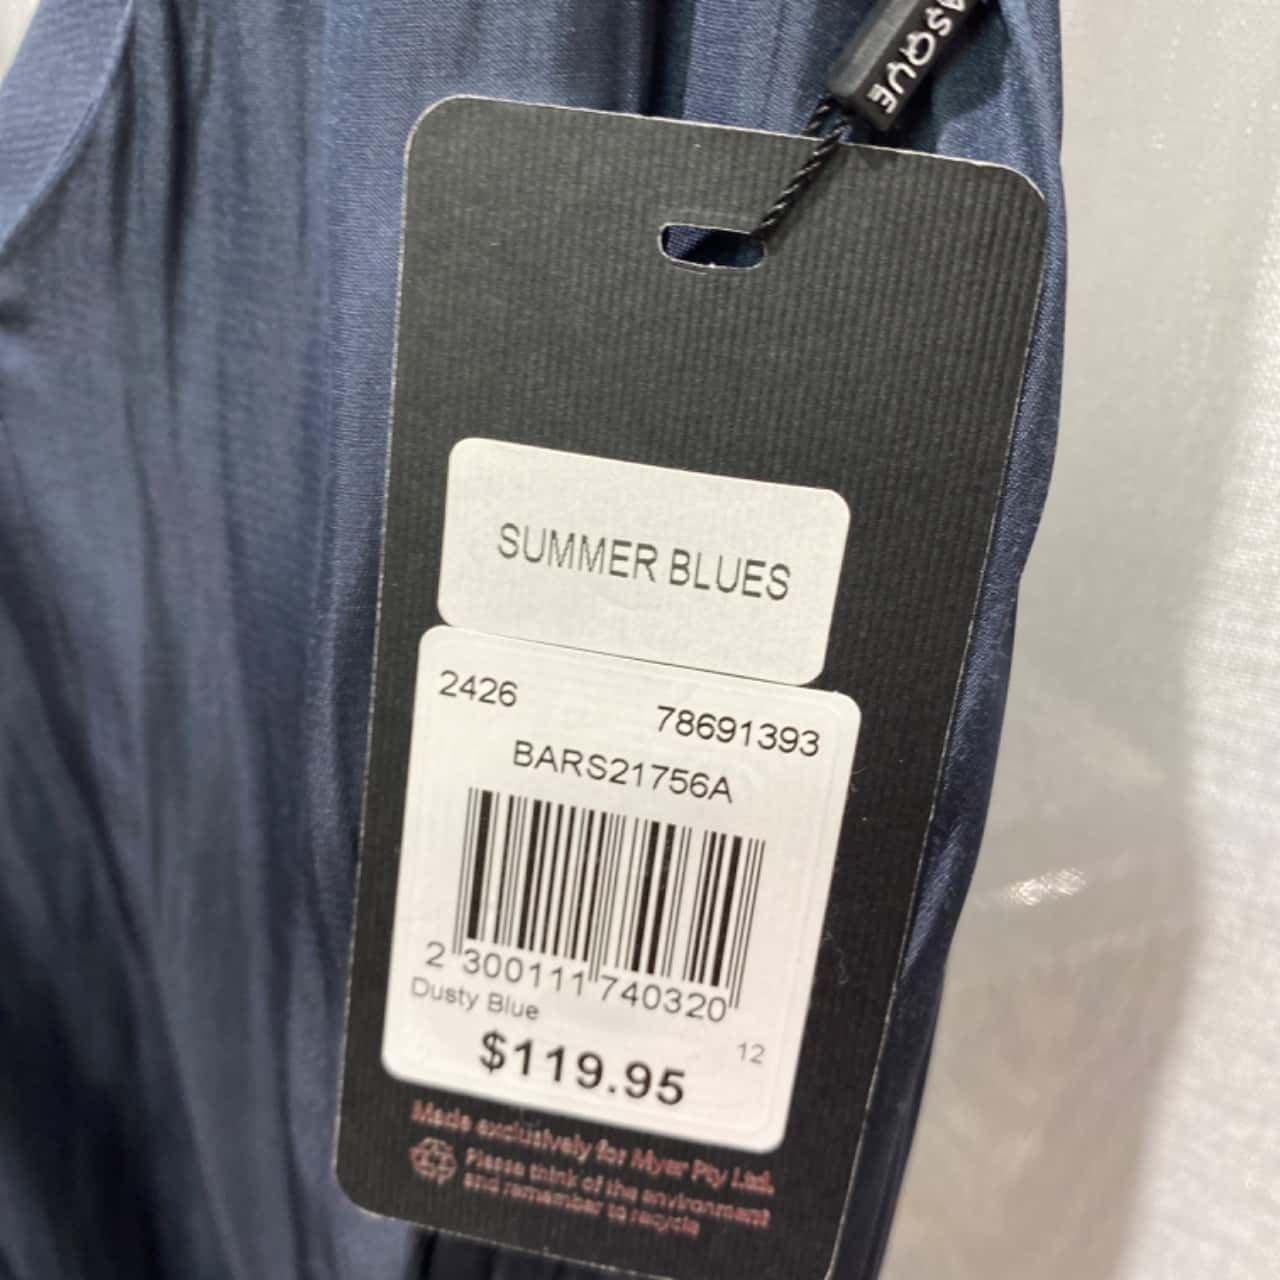 ASQUE
SUMMER BLUES
2426 78691393
BARS21756A
2 300111 740320
Dusty Blue
12
$119.95
Made exclusively for Myer Pty Ltd.
Please think of the environment
and remember to recycle